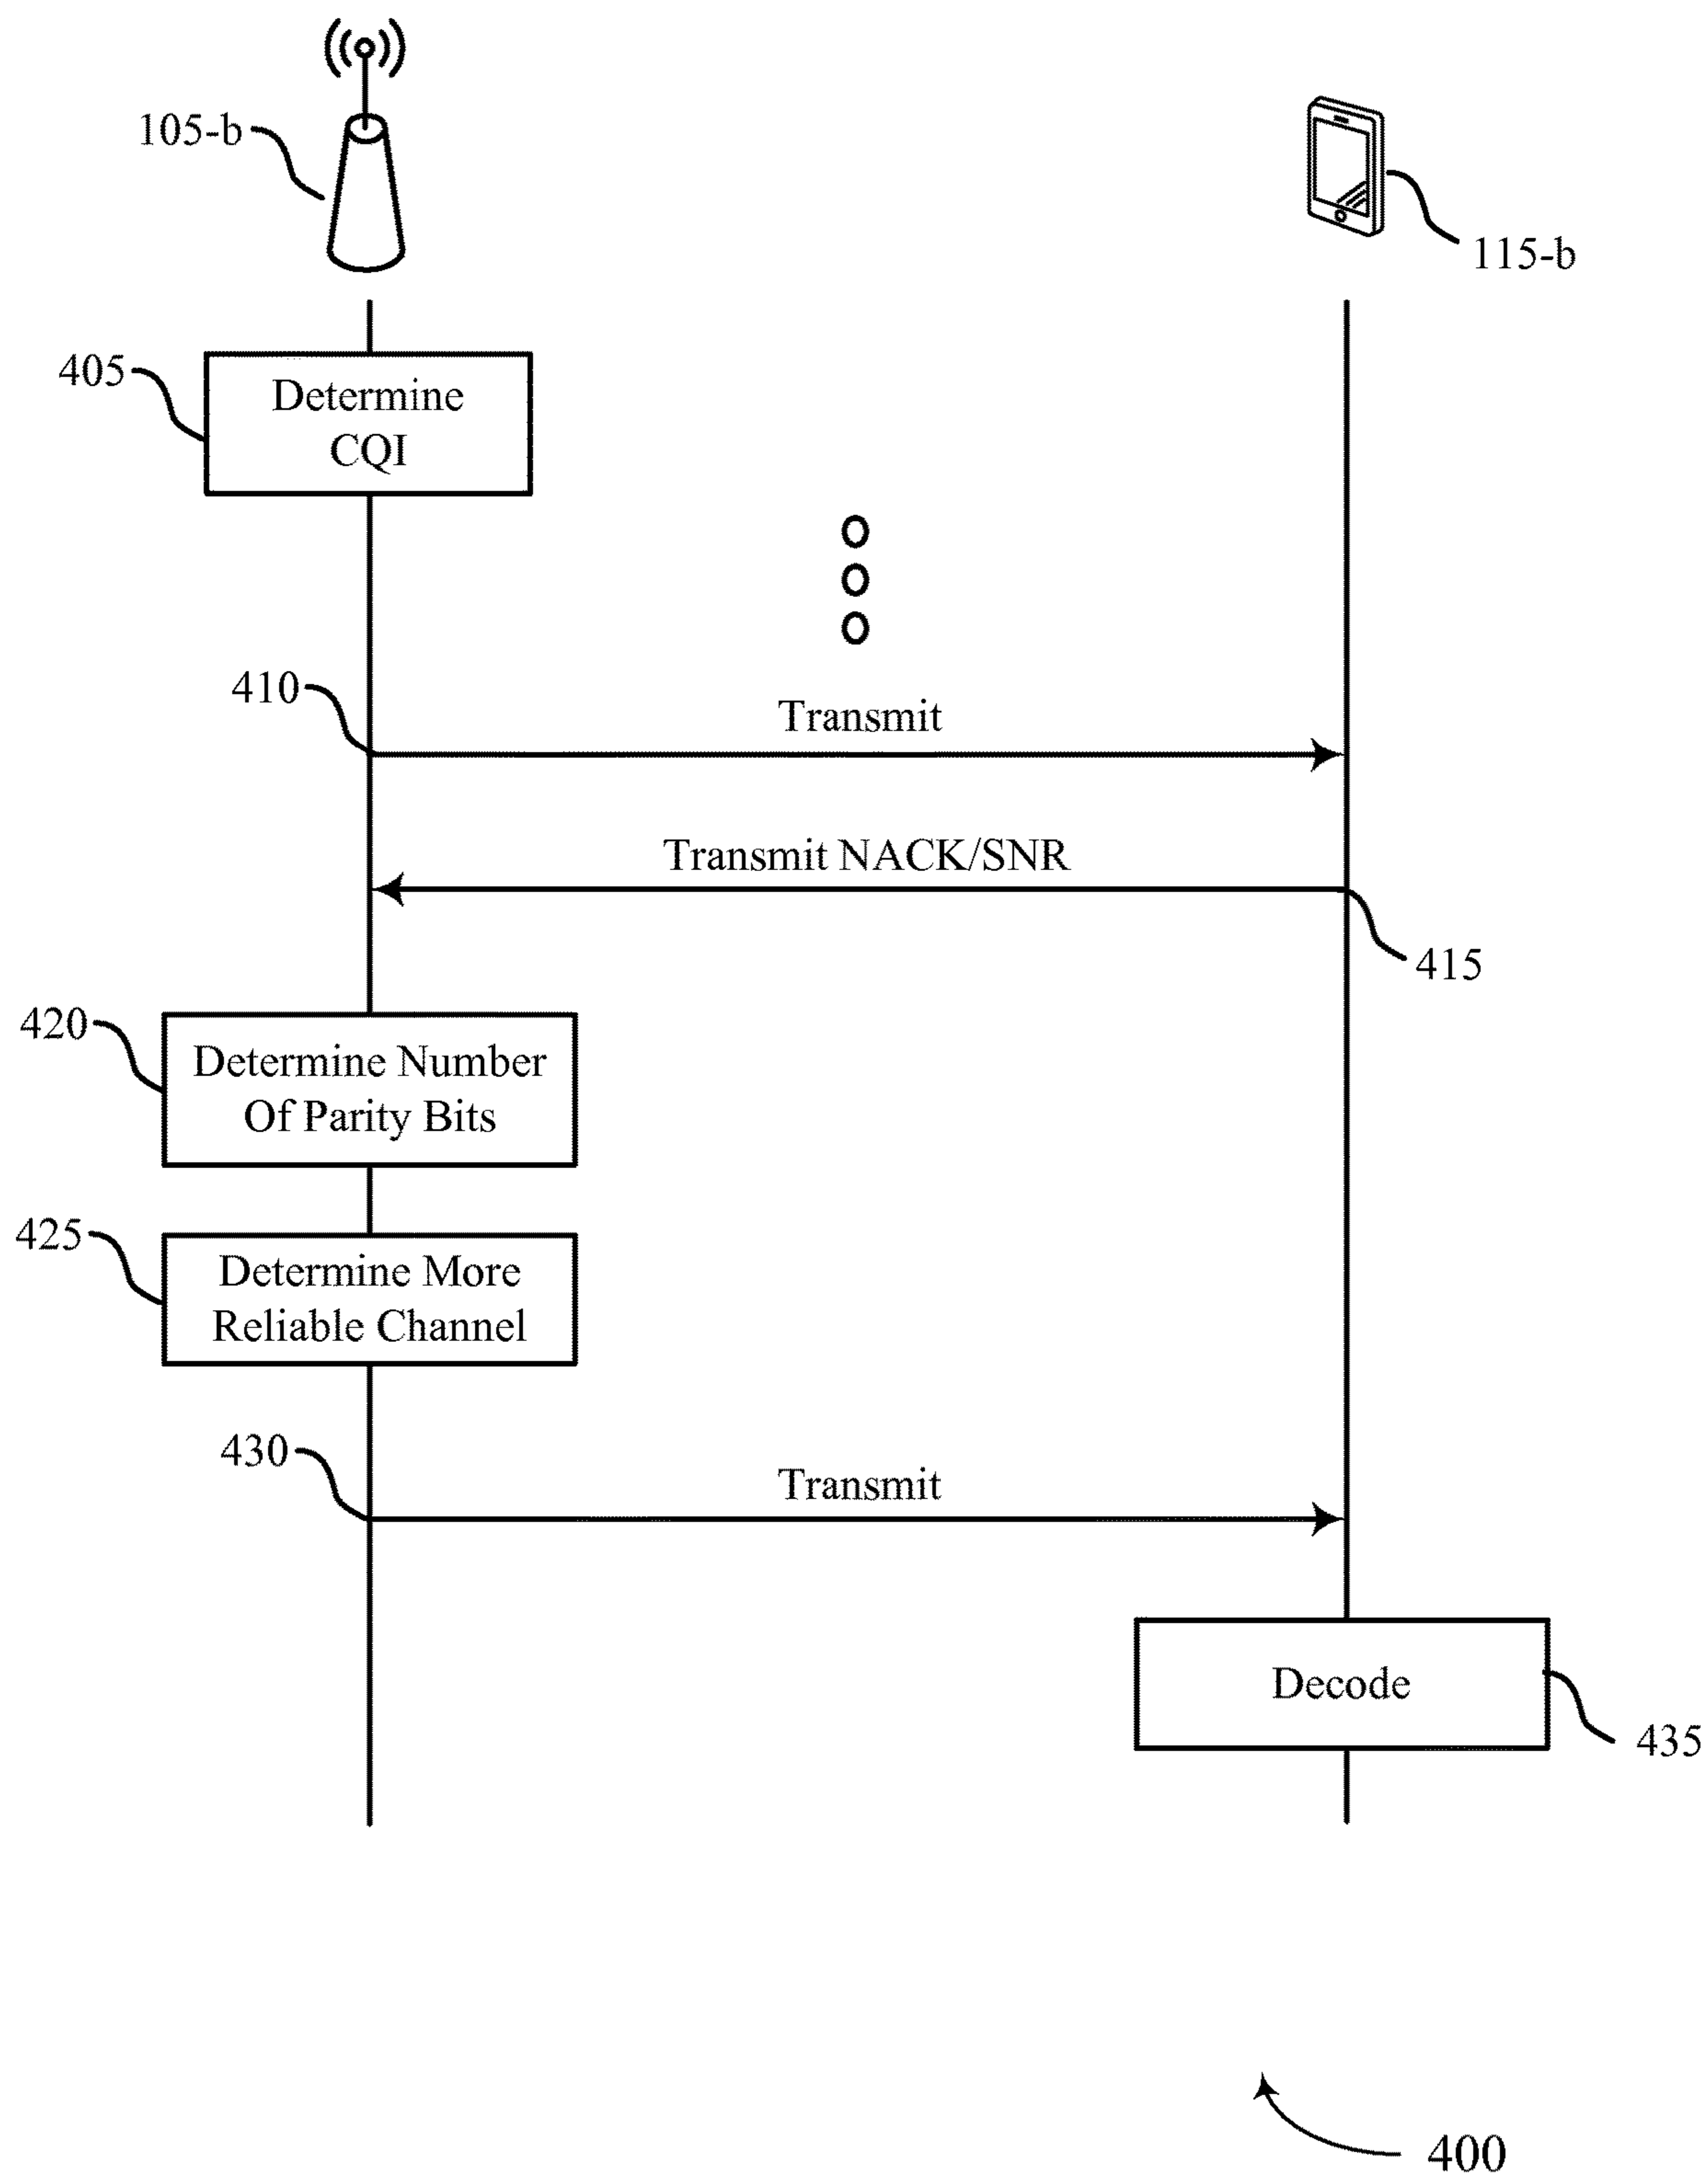 105-b
115-b
405
Determine
CQI
410
Transmit
Transmit NACK/SNR
415
420
Determine Number
Of Parity Bits
425
Determine More
Reliable Channel
430
Transmit
Decode
435
400